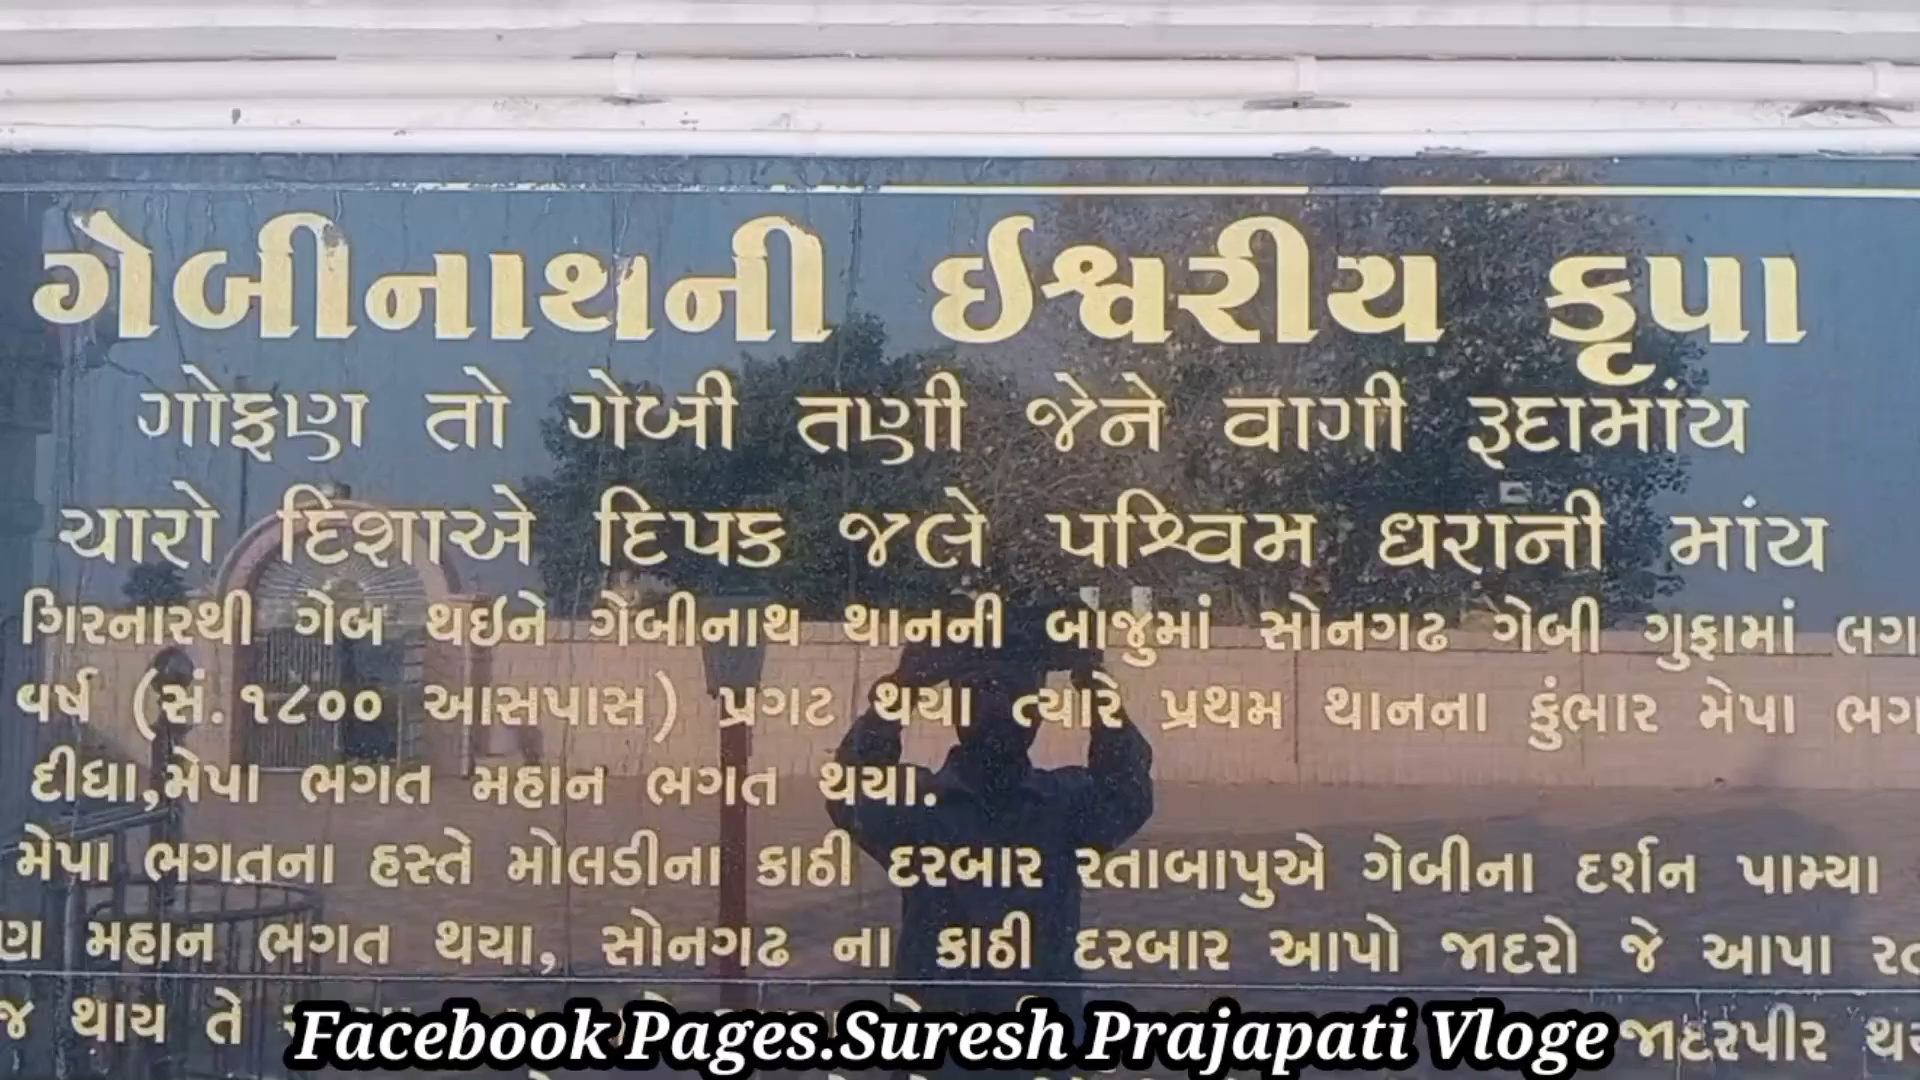 ગેબીનાથની ઈશ્વરીય કૃપા
ગોફણ તો ગેબી તણી જેને વાગી રૂદામાંય
ચારો દિશાએ દિપક જલે પશ્ચિમ ધરાની માંય
ગિરનારથી ગેબ થઇને ગેબીનાથ થાનની બાજુમાં સોનગઢ ગેબી ગુફામાં લગ
વર્ષ (સં.૧૮૦૦ આસપાસ) પ્રગટ થયા ત્યારે પ્રથમ થાનના કુંભાર મેપા ભગ
દીધા,મેપા ભગત મહાન ભગત થયા.
મેપા ભગતના હસ્તે મોલડીના કાઠી દરબાર રતાબાપુએ ગેબીના દર્શન પામ્યા
ણ મહાન ભગત થયા, સોનગઢ ના કાઠી દરબાર આપો જાદરો જે આપા ર
જ થાય તે જાદરપીર થ
Facebook Pages.Suresh Prajapati Vloge